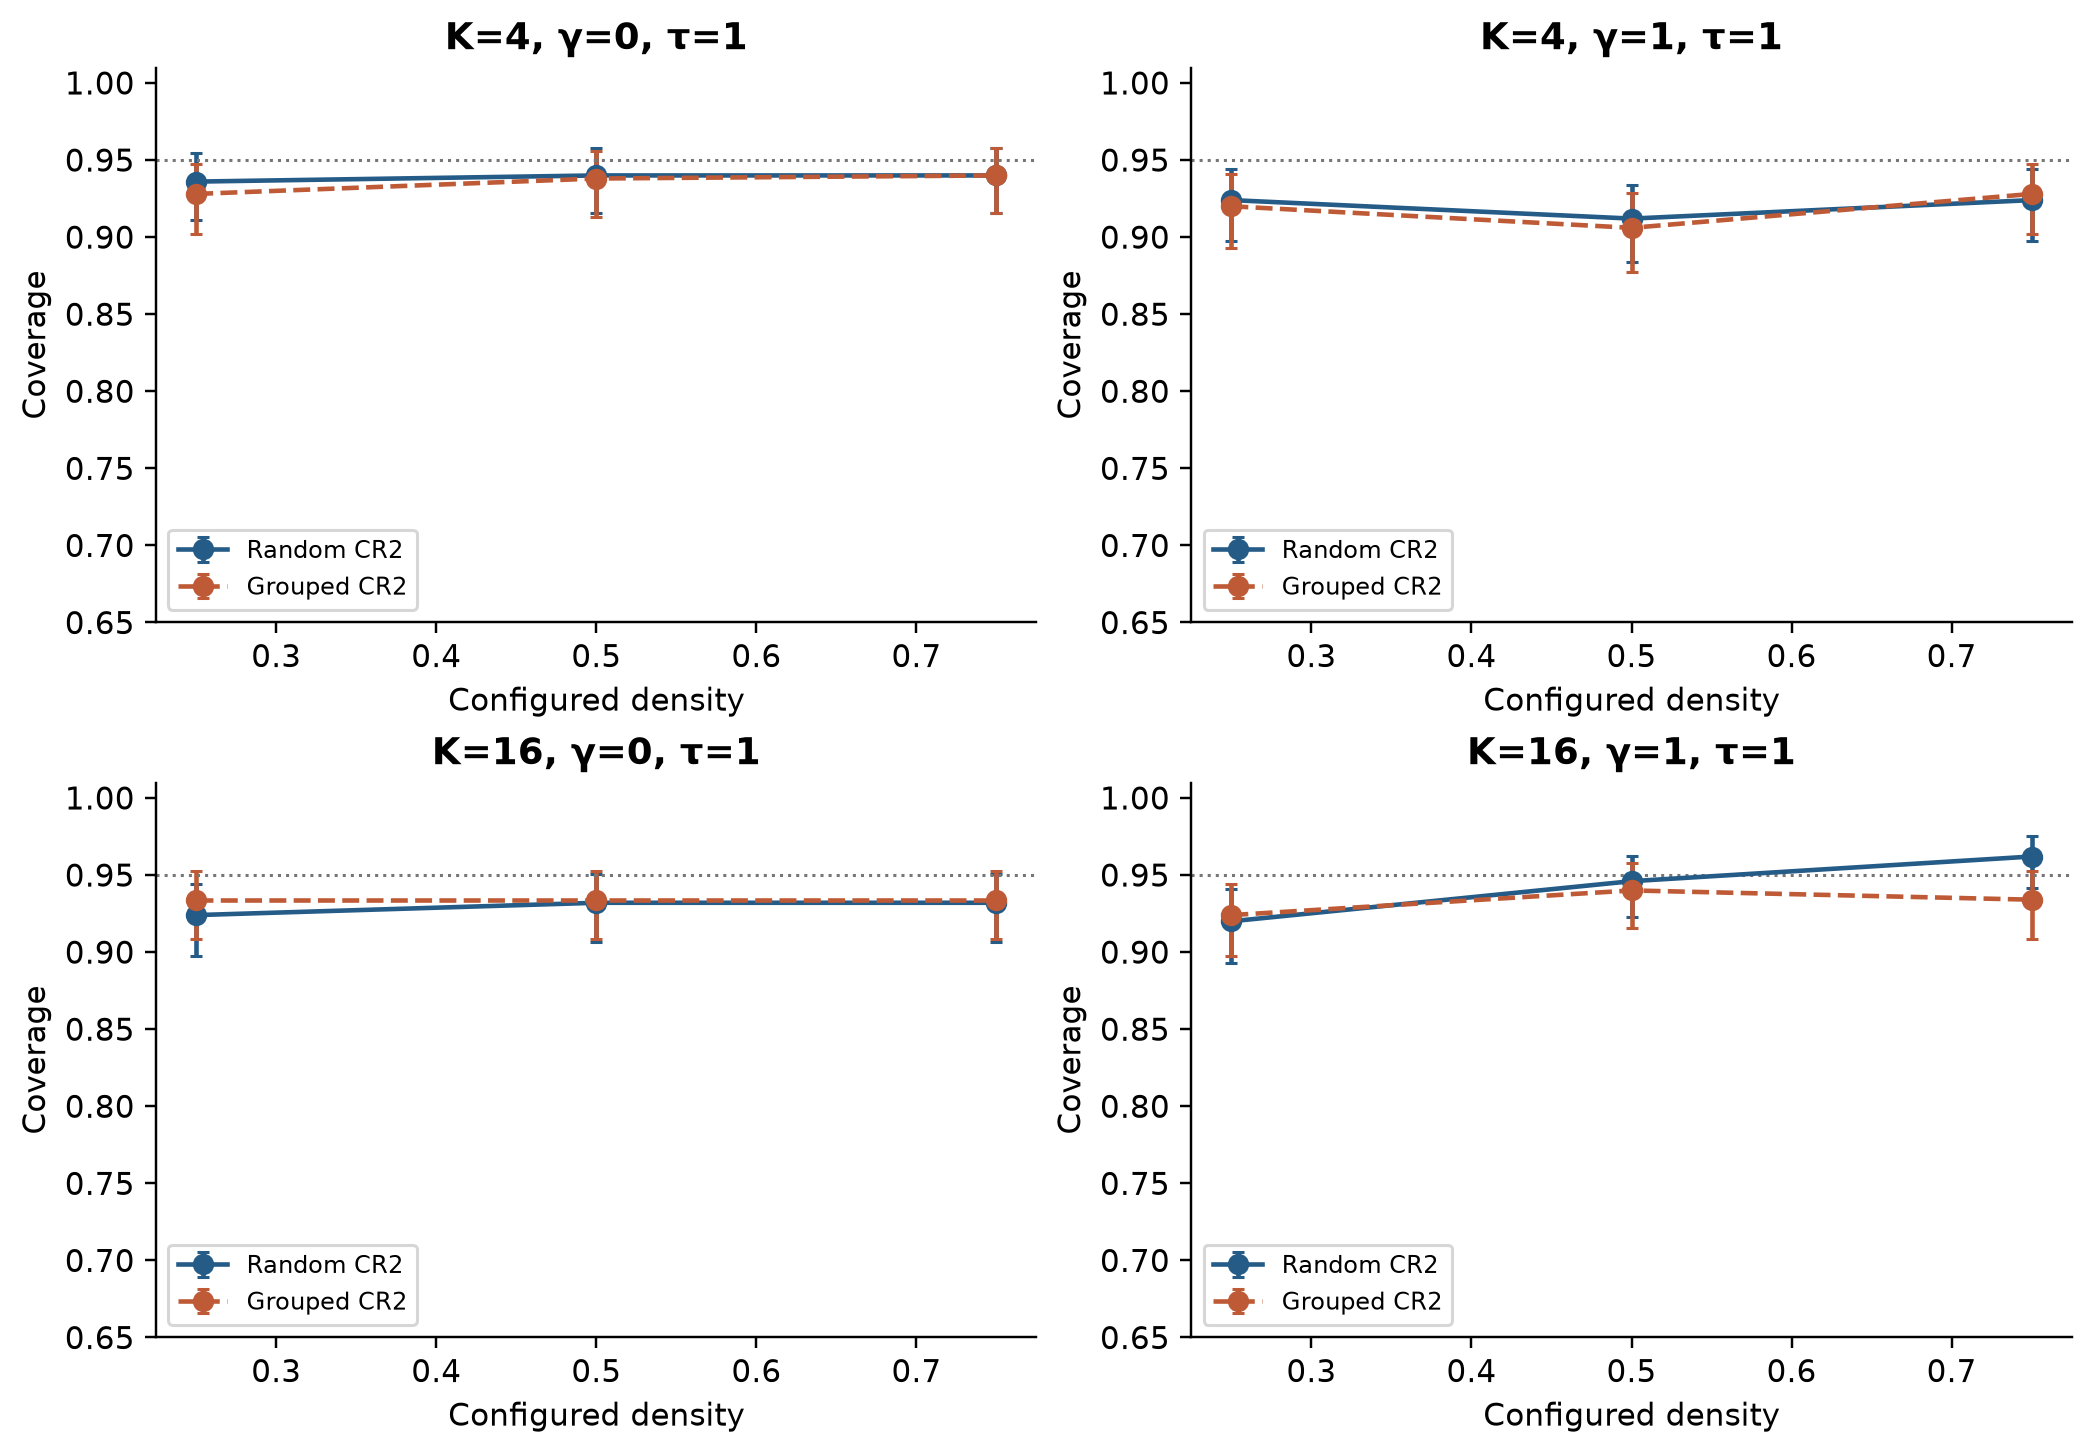 K=4, γ=0, τ=1
1.00
0.95
0.90
0.85
0.80
0.75
0.70
0.65
Coverage
Random CR2
Grouped CR2
0.3 0.4 0.5 0.6 0.7
Configured density
K=4, γ=1, τ=1
1.00
0.95
0.90
0.85
0.80
0.75
0.70
0.65
Coverage
Random CR2
Grouped CR2
0.3 0.4 0.5 0.6 0.7
Configured density
K=16, γ=0, τ=1
1.00
0.95
0.90
0.85
0.80
0.75
0.70
0.65
Coverage
Random CR2
Grouped CR2
0.3 0.4 0.5 0.6 0.7
Configured density
K=16, γ=1, τ=1
1.00
0.95
0.90
0.85
0.80
0.75
0.70
0.65
Coverage
Random CR2
Grouped CR2
0.3 0.4 0.5 0.6 0.7
Configured density